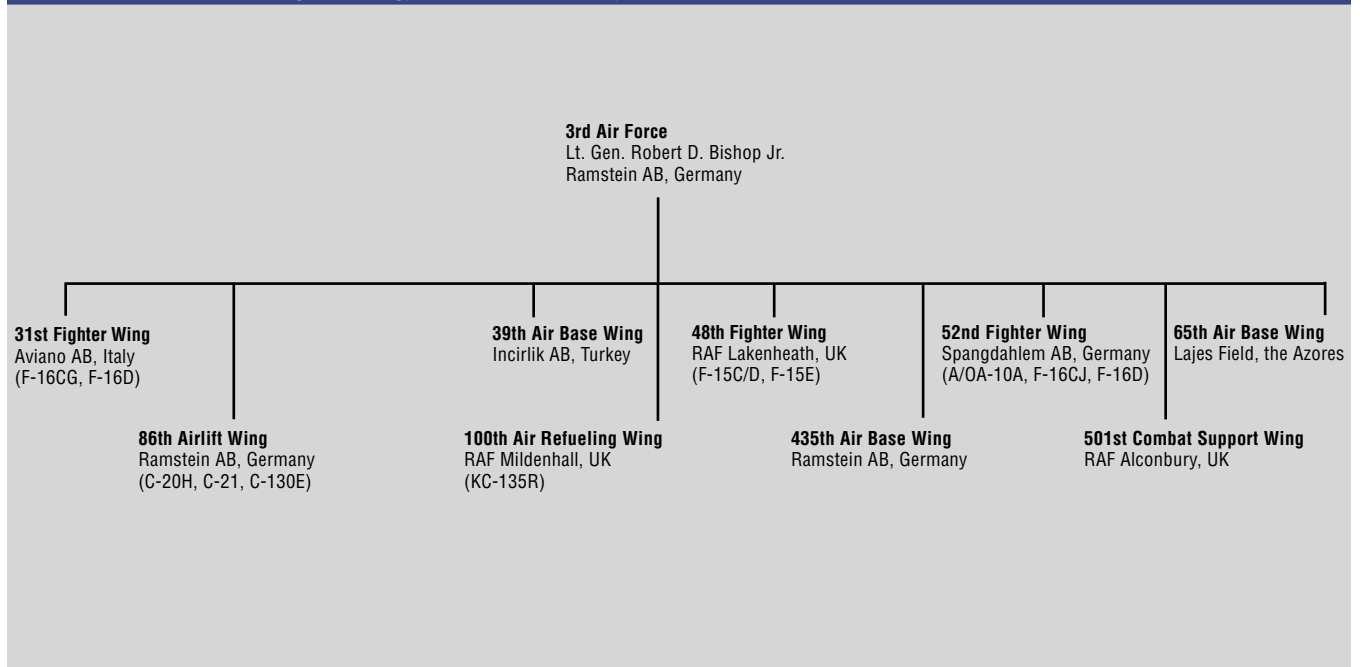 3rd Air Force
Lt. Gen. Robert D. Bishop Jr.
Ramstein AB, Germany
31st Fighter Wing
Aviano AB, Italy
(F-16CG, F-16D)
39th Air Base Wing
Incirlik AB, Turkey
48th Fighter Wing
RAF Lakenheath, UK
(F-15C/D, F-15E)
52nd Fighter Wing
Spangdahlem AB, Germany
(A/OA-10A, F-16CJ, F-16D)
65th Air Base Wing
Lajes Field, the Azores
86th Airlift Wing
Ramstein AB, Germany
(C-20H, C-21, C-130E)
100th Air Refueling Wing
RAF Mildenhall, UK
(KC-135R)
435th Air Base Wing
Ramstein AB, Germany
501st Combat Support Wing
RAF Alconbury, UK